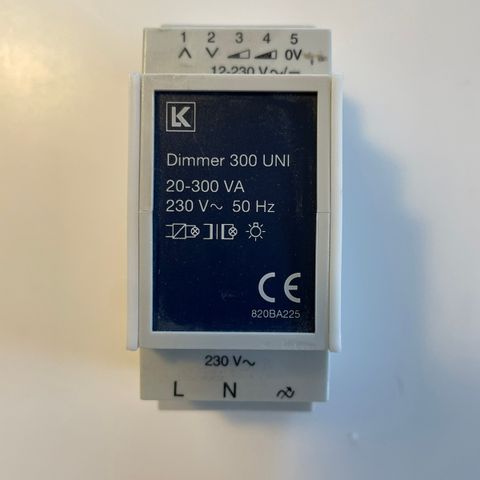 1 2 3 4 5
0V
12-230 V~/⎓
LK
Dimmer 300 UNI
20-300 VA
230 V~ 50 Hz
CE
820BA225
230 V~
L N